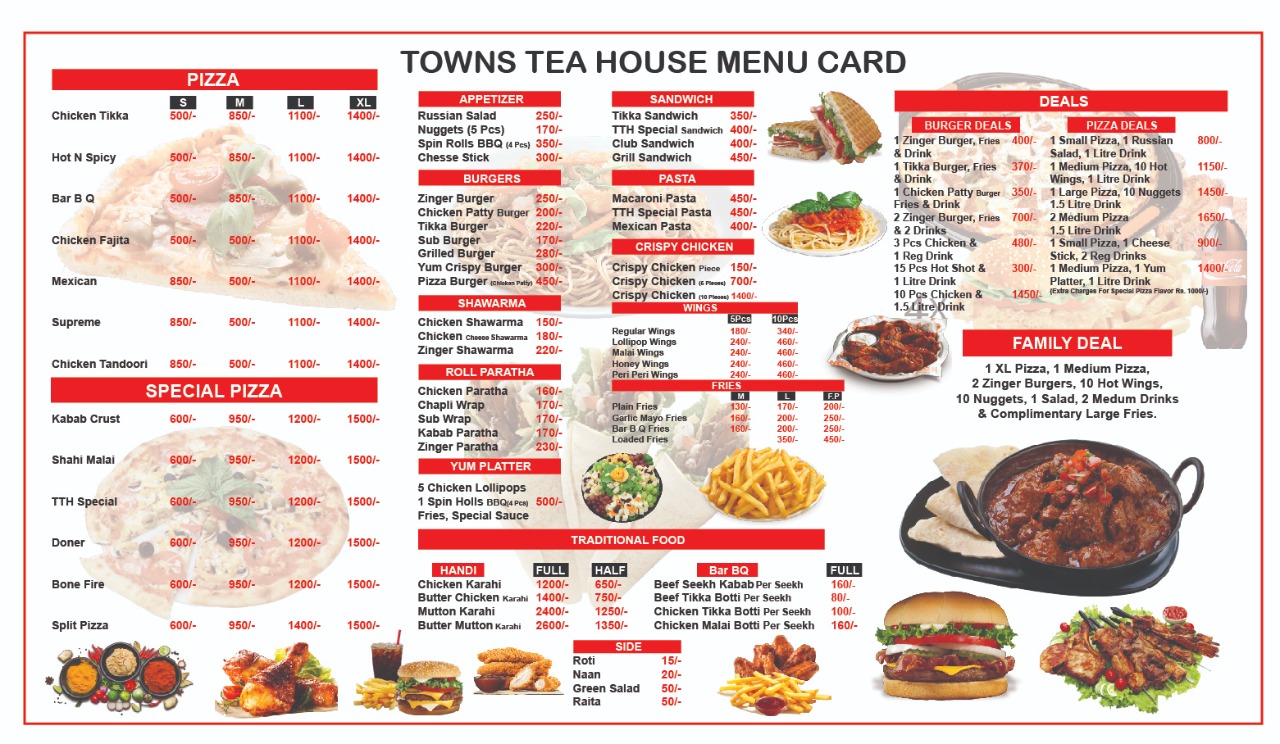 TOWNS TEA HOUSE MENU CARD
PIZZA
S M L XL
Chicken Tikka 500/- 850/- 1100/- 1400/-
Hot N Spicy 500/- 850/- 1100/- 1400/-
Bar B Q 500/- 850/- 1100/- 1400/-
Chicken Fajita 500/- 500/- 1100/- 1400/-
Mexican 850/- 500/- 1100/- 1400/-
Supreme 850/- 500/- 1100/- 1400/-
Chicken Tandoori 850/- 500/- 1100/- 1400/-
SPECIAL PIZZA
Kabab Crust 600/- 950/- 1200/- 1500/-
Shahi Malai 600/- 950/- 1200/- 1500/-
TTH Special 600/- 950/- 1200/- 1500/-
Doner 600/- 950/- 1200/- 1500/-
Bone Fire 600/- 950/- 1200/- 1500/-
Split Pizza 600/- 950/- 1400/- 1500/-
APPETIZER
Russian Salad 250/-
Nuggets (5 Pcs) 170/-
Spin Rolls BBQ (4 Pcs) 350/-
Chesse Stick 300/-
BURGERS
Zinger Burger 250/-
Chicken Patty Burger 200/-
Tikka Burger 220/-
Sub Burger 170/-
Grilled Burger 280/-
Yum Crispy Burger 300/-
Pizza Burger (Chicken Patty) 450/-
SHAWARMA
Chicken Shawarma 150/-
Chicken Cheese Shawarma 180/-
Zinger Shawarma 220/-
ROLL PARATHA
Chicken Paratha 160/-
Chapli Wrap 170/-
Sub Wrap 170/-
Kabab Paratha 170/-
Zinger Paratha 230/-
YUM PLATTER
5 Chicken Lollipops
1 Spin Holls BBQ(4 Pcs) 500/-
Fries, Special Sauce
SANDWICH
Tikka Sandwich 350/-
TTH Special Sandwich 400/-
Club Sandwich 400/-
Grill Sandwich 450/-
PASTA
Macaroni Pasta 450/-
TTH Special Pasta 450/-
Mexican Pasta 400/-
CRISPY CHICKEN
Crispy Chicken Piece 150/-
Crispy Chicken (5 Pieces) 700/-
Crispy Chicken (10 Pieces) 1400/-
WINGS
5Pcs 10Pcs
Regular Wings 180/- 340/-
Lollipop Wings 240/- 460/-
Malai Wings 240/- 460/-
Honey Wings 240/- 460/-
Peri Peri Wings 240/- 460/-
FRIES
M L F.P
Plain Fries 130/- 170/- 200/-
Garlic Mayo Fries 160/- 200/- 250/-
Bar B Q Fries 160/- 200/- 250/-
Loaded Fries 350/- 450/-
TRADITIONAL FOOD
HANDI FULL HALF
Chicken Karahi 1200/- 650/-
Butter Chicken Karahi 1400/- 750/-
Mutton Karahi 2400/- 1250/-
Butter Mutton Karahi 2600/- 1350/-
Bar BQ FULL
Beef Seekh Kabab Per Seekh 160/-
Beef Tikka Botti Per Seekh 80/-
Chicken Tikka Botti Per Seekh 100/-
Chicken Malai Botti Per Seekh 160/-
SIDE
Roti 15/-
Naan 20/-
Green Salad 50/-
Raita 50/-
DEALS
BURGER DEALS
1 Zinger Burger, Fries 400/-
& Drink
1 Tikka Burger, Fries 370/-
& Drink
1 Chicken Patty Burger 350/-
Fries & Drink
2 Zinger Burger, Fries 700/-
& 2 Drinks
3 Pcs Chicken & 480/-
1 Reg Drink
15 Pcs Hot Shot & 300/-
1 Litre Drink
10 Pcs Chicken & 1450/-
1.5 Litre Drink
PIZZA DEALS
1 Small Pizza, 1 Russian 800/-
Salad, 1 Litre Drink
1 Medium Pizza, 10 Hot 1150/-
Wings, 1 Litre Drink
1 Large Pizza, 10 Nuggets 1450/-
1.5 Litre Drink
2 Medium Pizza 1650/-
1.5 Litre Drink
1 Small Pizza, 1 Cheese 900/-
Stick, 2 Reg Drinks
1 Medium Pizza, 1 Yum 1400/-
Platter, 1 Litre Drink
(Extra Charges For Special Pizza Flavor Rs. 1000/-)
FAMILY DEAL
1 XL Pizza, 1 Medium Pizza,
2 Zinger Burgers, 10 Hot Wings,
10 Nuggets, 1 Salad, 2 Medum Drinks
& Complimentary Large Fries.